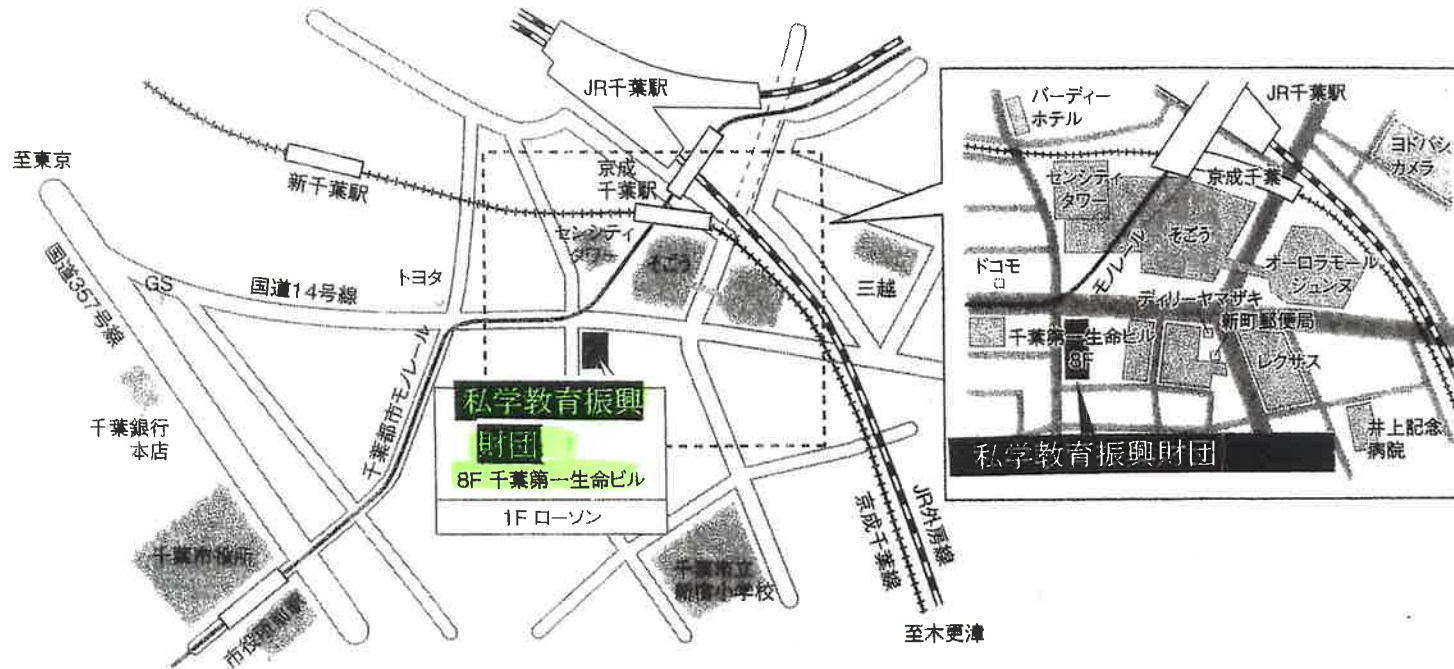 JR千葉駅
至東京
新千葉駅
京成
千葉駅
センシティ
タワー
そごう
三越
国道357号線
GS
国道14号線
トヨタ
千葉都市モノレール
千葉銀行
本店
私学教育振興
財団
8F 千葉第一生命ビル
1F ローソン
千葉市役所
市役所前駅
千葉市立
新宿小学校
京成千葉線
JR外房線
至木更津
バーディー
ホテル
JR千葉駅
ヨドバシ
カメラ
センシティ
タワー
京成千葉
そごう
モノレール
ドコモ
オーロラモール
ジュンヌ
デイリーヤマザキ
新町郵便局
千葉第一生命ビル
8F
レクサス
井上記念
病院
私学教育振興財団